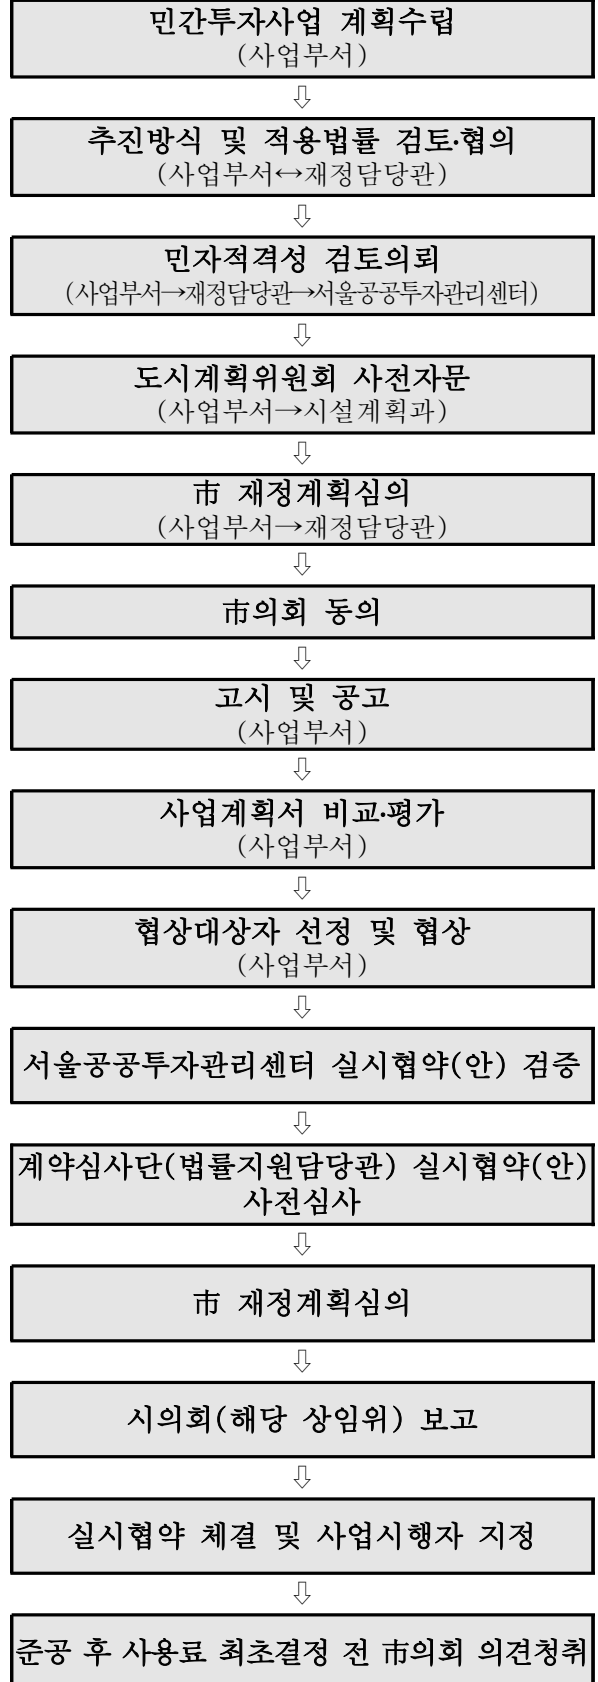 민간투자사업 계획수립
(사업부서)
⇩
추진방식 및 적용법률 검토·협의
(사업부서↔재정담당관)
⇩
민자적격성 검토의뢰
(사업부서→재정담당관→서울공공투자관리센터)
⇩
도시계획위원회 사전자문
(사업부서→시설계획과)
⇩
市 재정계획심의
(사업부서→재정담당관)
⇩
市의회 동의
⇩
고시 및 공고
(사업부서)
⇩
사업계획서 비교·평가
(사업부서)
⇩
협상대상자 선정 및 협상
(사업부서)
⇩
서울공공투자관리센터 실시협약(안) 검증
⇩
계약심사단(법률지원담당관) 실시협약(안)
사전심사
⇩
市 재정계획심의
⇩
시의회(해당 상임위) 보고
⇩
실시협약 체결 및 사업시행자 지정
⇩
준공 후 사용료 최초결정 전 市의회 의견청취